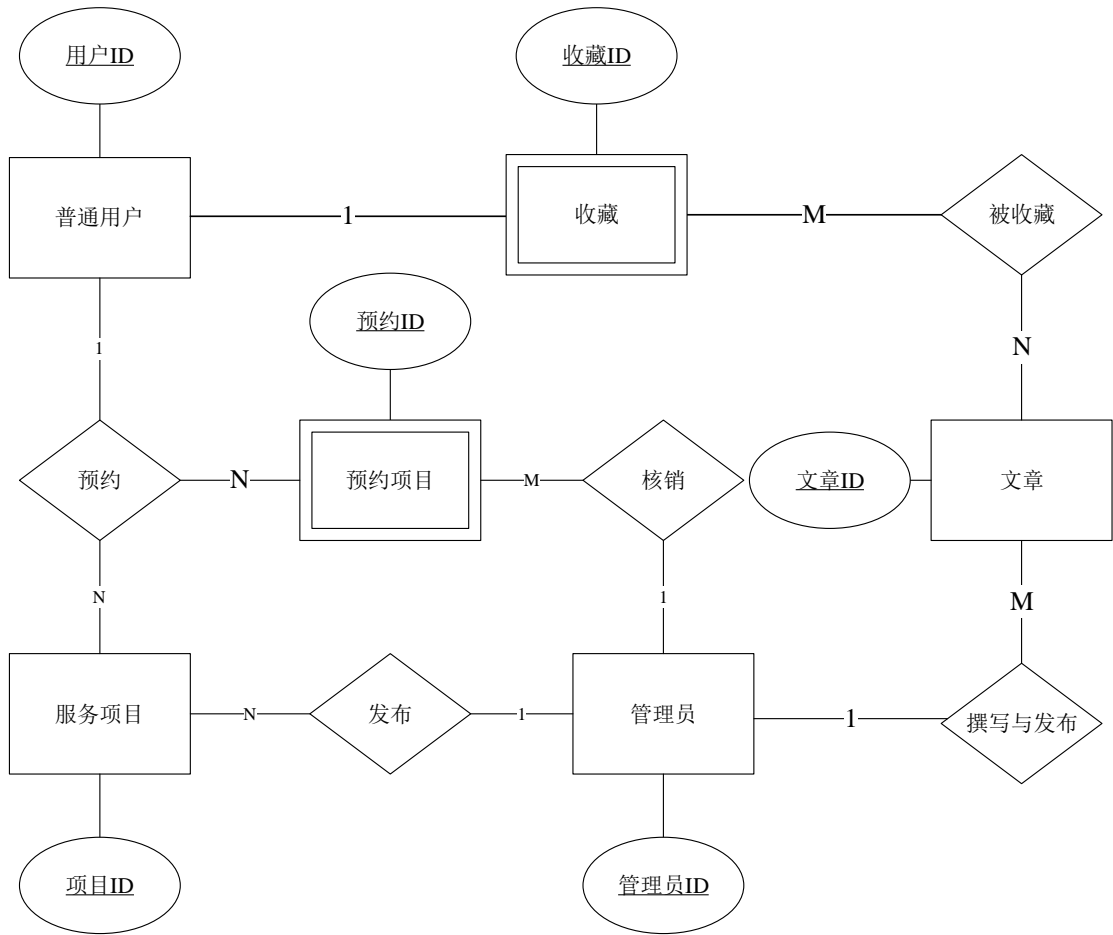 用户ID
收藏ID
普通用户
1
收藏
M
被收藏
预约ID
1
N
预约
N
预约项目
M
核销
文章ID
文章
N
1
M
服务项目
N
发布
1
管理员
1
撰写与发布
项目ID
管理员ID